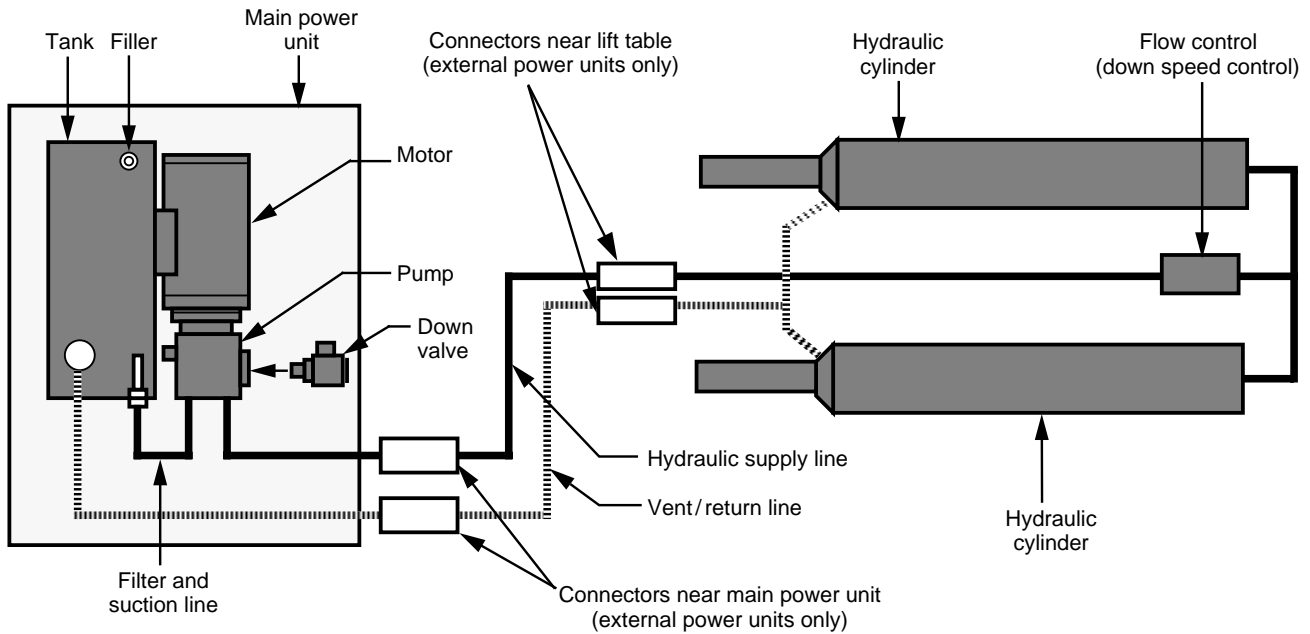 Main power
unit
Tank
Filler
Connectors near lift table
(external power units only)
Hydraulic
cylinder
Flow control
(down speed control)
Motor
Pump
Down
valve
Hydraulic supply line
Vent/return line
Hydraulic
cylinder
Filter and
suction line
Connectors near main power unit
(external power units only)